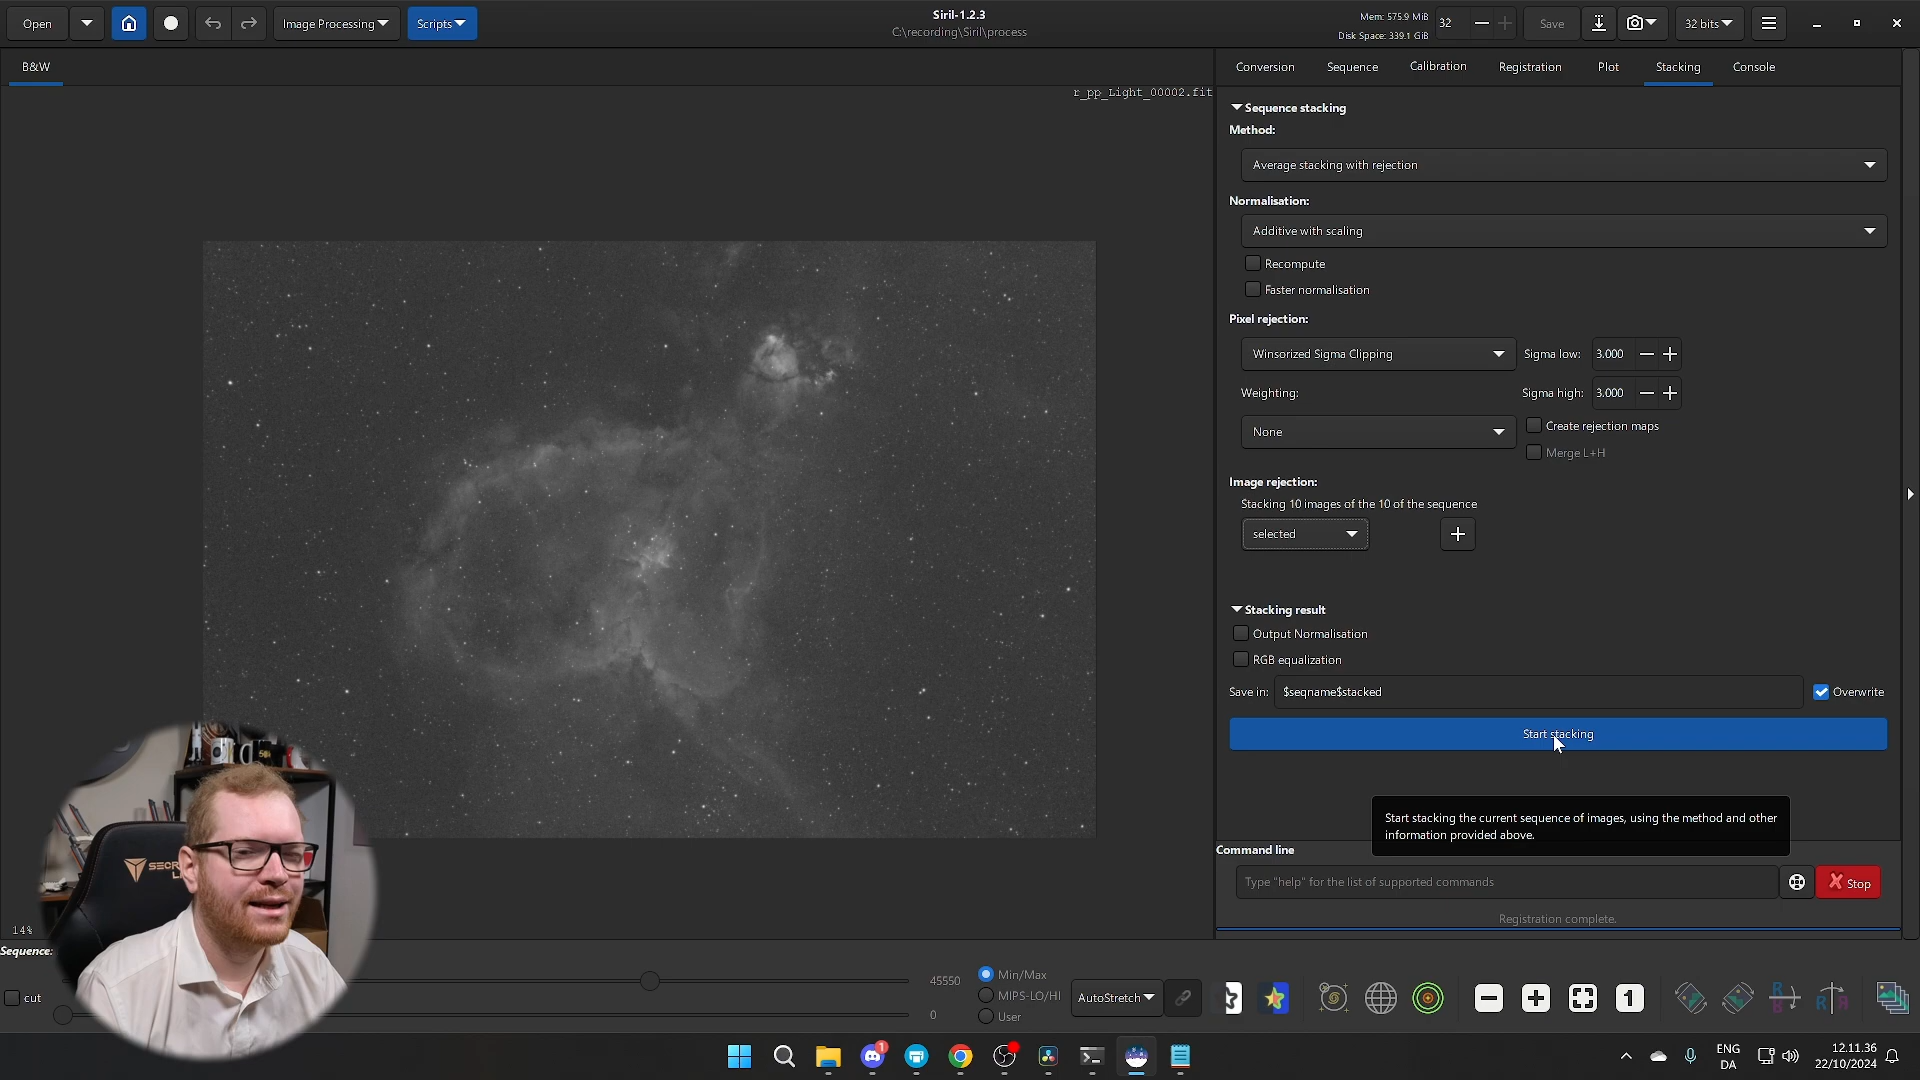 Open
Image Processing
Scripts
Siril-1.2.3
C:\recording\Siril\process
Mem: 575.9 MiB
Disk Space: 339.1 GiB
32
Save
32 bits
B&W
r_pp_Light_00002.fit
Conversion
Sequence
Calibration
Registration
Plot
Stacking
Console
Sequence stacking
Method:
Average stacking with rejection
Normalisation:
Additive with scaling
Recompute
Faster normalisation
Pixel rejection:
Winsorized Sigma Clipping
Sigma low:
3.000
Weighting:
Sigma high:
3.000
None
Create rejection maps
Merge L+H
Image rejection:
Stacking 10 images of the 10 of the sequence
selected
Stacking result
Output Normalisation
RGB equalization
Save in:
$seqname$stacked
Overwrite
Start stacking
Start stacking the current sequence of images, using the method and other
information provided above.
Command line
Type "help" for the list of supported commands
Stop
Registration complete.
14%
Sequence:
cut
45550
0
Min/Max
MIPS-LO/HI
User
AutoStretch
1
1
ENG
DA
12.11.36
22/10/2024